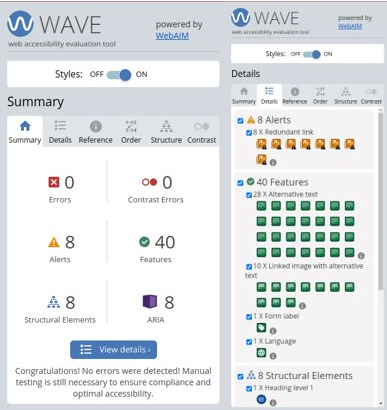 WAVE
powered by
WebAIM
web accessibility evaluation tool
Styles: OFF ON
Summary
Summary Details Reference Order Structure Contrast
0
Errors
0
Contrast Errors
8
Alerts
40
Features
8
Structural Elements
8
ARIA
View details ›
Congratulations! No errors were detected! Manual
testing is still necessary to ensure compliance and
optimal accessibility.
WAVE
powered by
WebAIM
web accessibility evaluation tool
Styles: OFF ON
Details
Summary Details Reference Order Structure Contrast
8 Alerts
8 X Redundant link
40 Features
28 X Alternative text
10 X Linked image with alternative
text
1 X Form label
1 X Language
8 Structural Elements
1 X Heading level 1